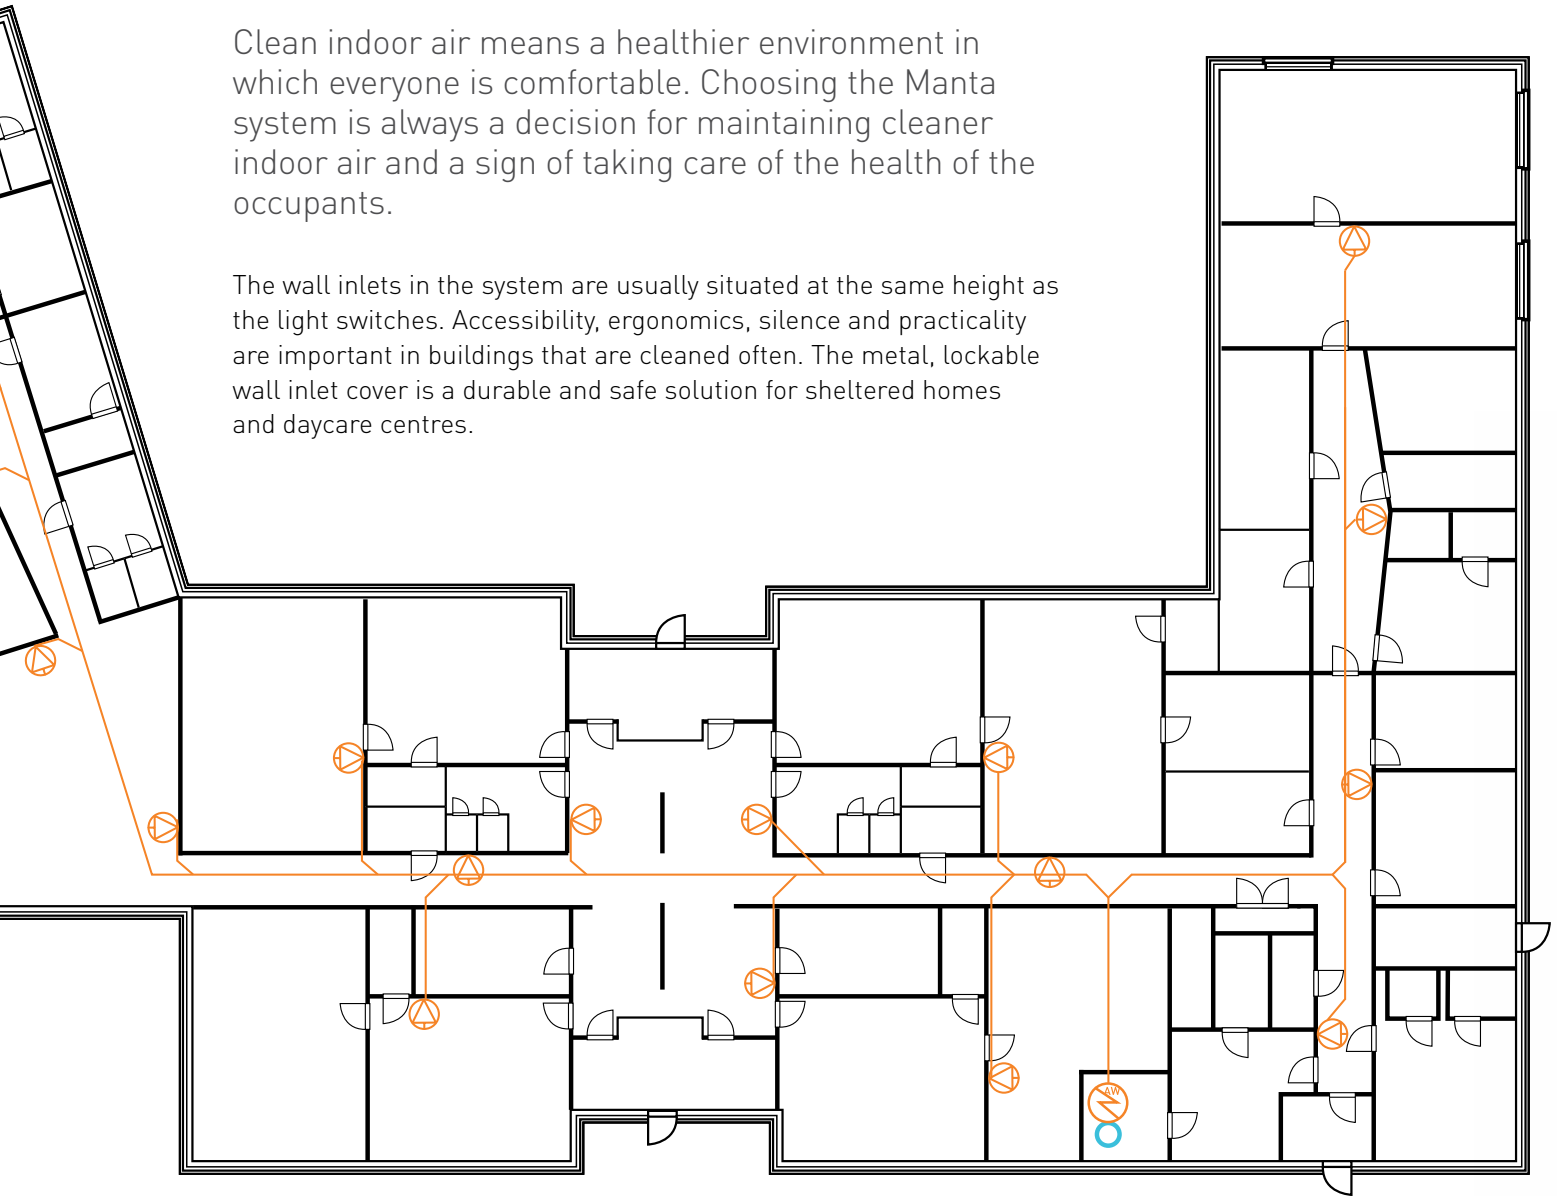 Clean indoor air means a healthier environment in
which everyone is comfortable. Choosing the Manta
system is always a decision for maintaining cleaner
indoor air and a sign of taking care of the health of the
occupants.
The wall inlets in the system are usually situated at the same height as
the light switches. Accessibility, ergonomics, silence and practicality
are important in buildings that are cleaned often. The metal, lockable
wall inlet cover is a durable and safe solution for sheltered homes
and daycare centres.
AW